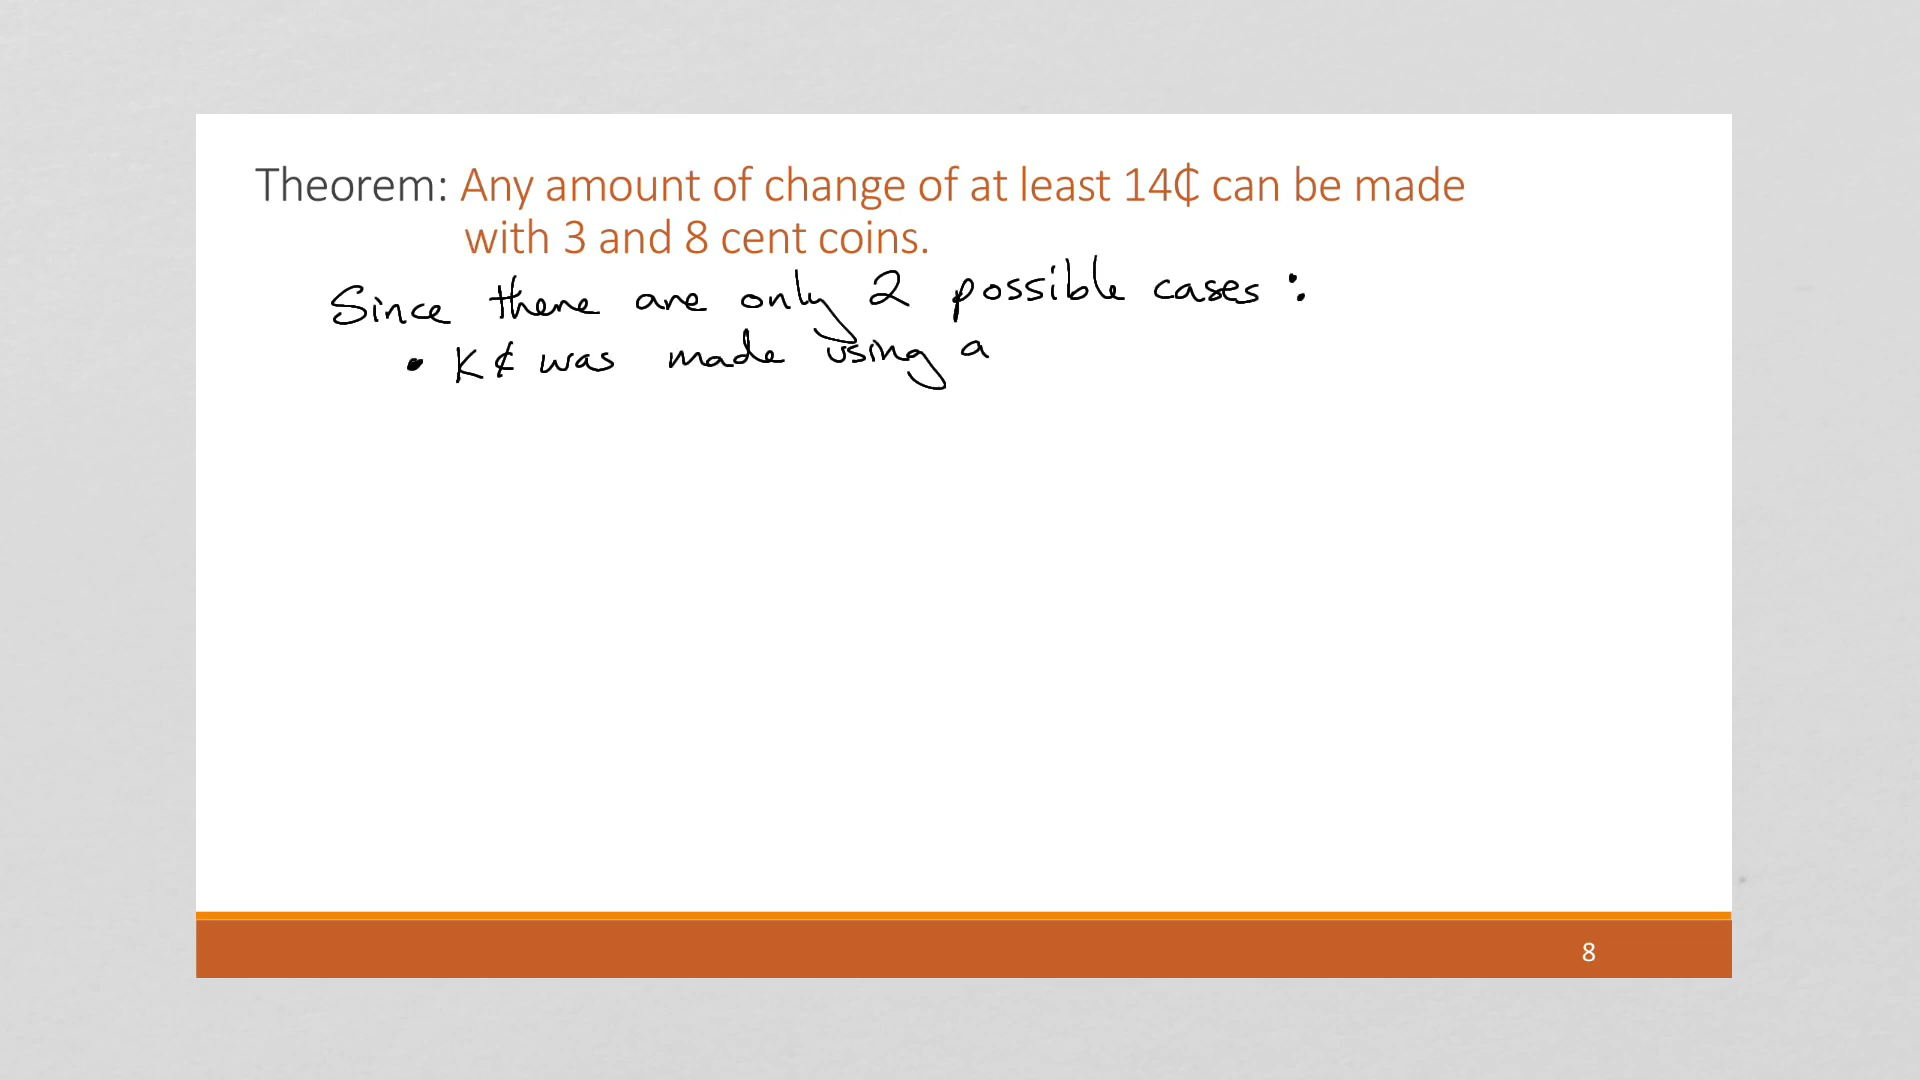 Theorem: Any amount of change of at least 14₵ can be made
with 3 and 8 cent coins.
Since there are only 2 possible cases:
• K¢ was made using a
8